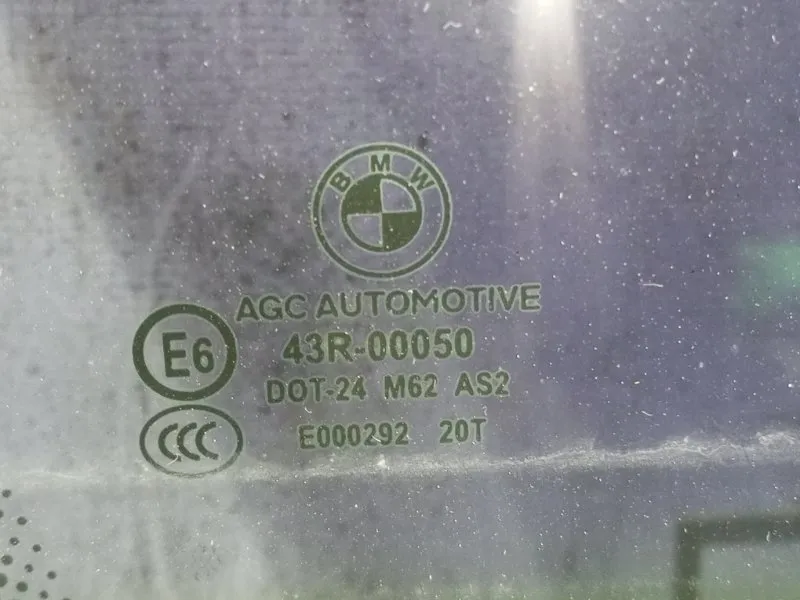 BMW
AGC AUTOMOTIVE
E6
43R-00050
DOT-24 M62 AS2
CCC
E000292 20T